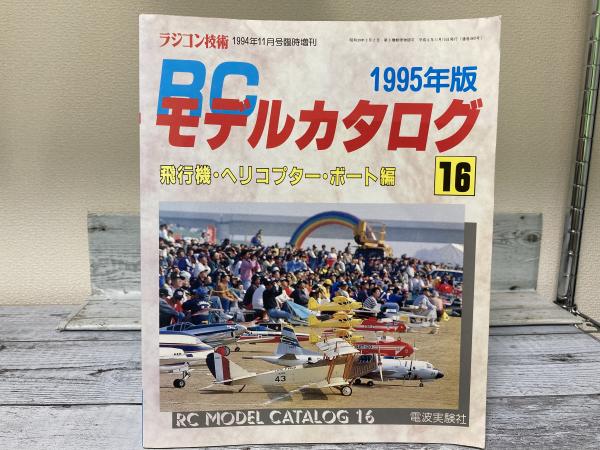 ラジコン技術 1994年11月号臨時増刊
1995年版
RC
モデルカタログ
飛行機・ヘリコプター・ボート編
16
43
RC MODEL CATALOG 16
電波実験社